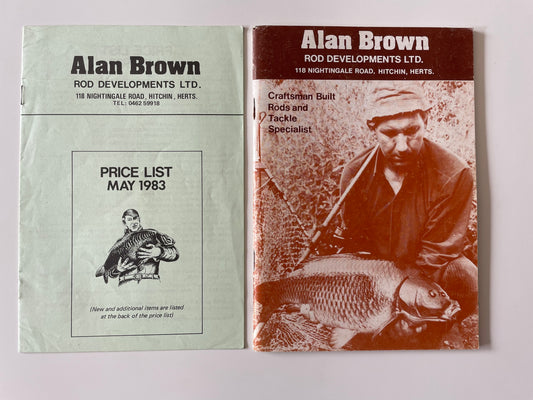 Alan Brown
ROD DEVELOPMENTS LTD.
118 NIGHTINGALE ROAD, HITCHIN, HERTS.
TEL: 0462 59918
PRICE LIST
MAY 1983
(New and additional items are listed
at the back of the price list)
Alan Brown
ROD DEVELOPMENTS LTD.
118 NIGHTINGALE ROAD, HITCHIN, HERTS.
Craftsman Built
Rods and
Tackle
Specialist